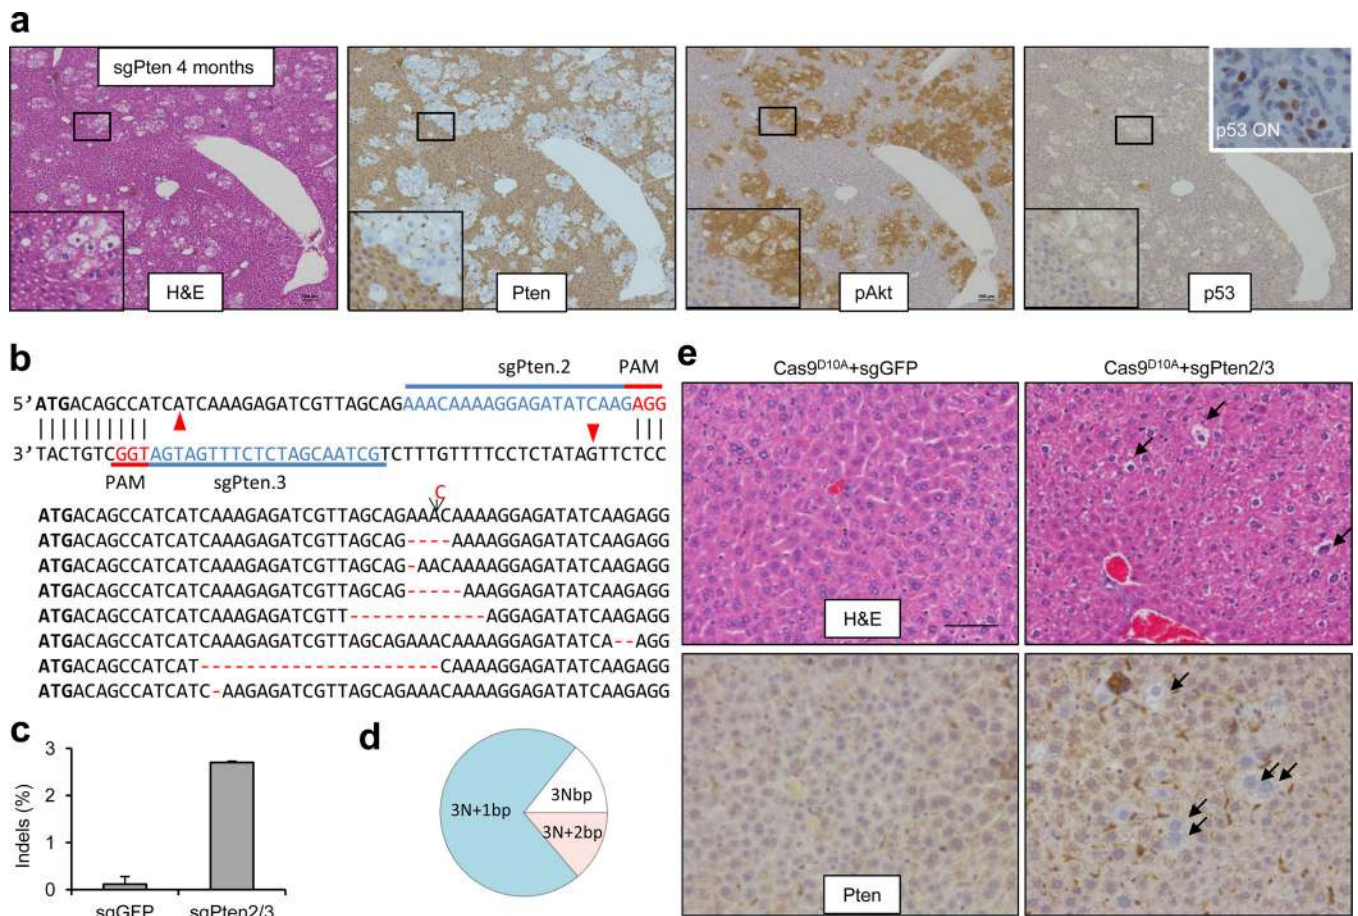 a
sgPten 4 months
p53 ON
H&E
Pten
pAkt
p53
b
sgPten.2
PAM
5’ATGACAGCCATCATCAAAGAGATCGTTAGCAGAAACAAAAGGAGATATCAAGAGG
3’TACTGTCGGTAGTAGTTTCTCTAGCAATCGTCTTTGTTTTCCTCTATAGTTCTCC
PAM
sgPten.3
C
ATGACAGCCATCATCAAAGAGATCGTTAGCAGAAACAAAAGGAGATATCAAGAGG
ATGACAGCCATCATCAAAGAGATCGTTAGCAG----AAAAGGAGATATCAAGAGG
ATGACAGCCATCATCAAAGAGATCGTTAGCAG-AACAAAAGGAGATATCAAGAGG
ATGACAGCCATCATCAAAGAGATCGTTAGCAG-----AAAGGAGATATCAAGAGG
ATGACAGCCATCATCAAAGAGATCGTT------------AGGAGATATCAAGAGG
ATGACAGCCATCATCAAAGAGATCGTTAGCAGAAACAAAAGGAGATATCA--AGG
ATGACAGCCATCAT---------------------CAAAAGGAGATATCAAGAGG
ATGACAGCCATCATC-AAGAGATCGTTAGCAGAAACAAAAGGAGATATCAAGAGG
c
Indels (%)
3
2
1
0
sgGFP
sgPten2/3
d
3N+1bp
3Nbp
3N+2bp
e
Cas9D10A+sgGFP
Cas9D10A+sgPten2/3
H&E
Pten